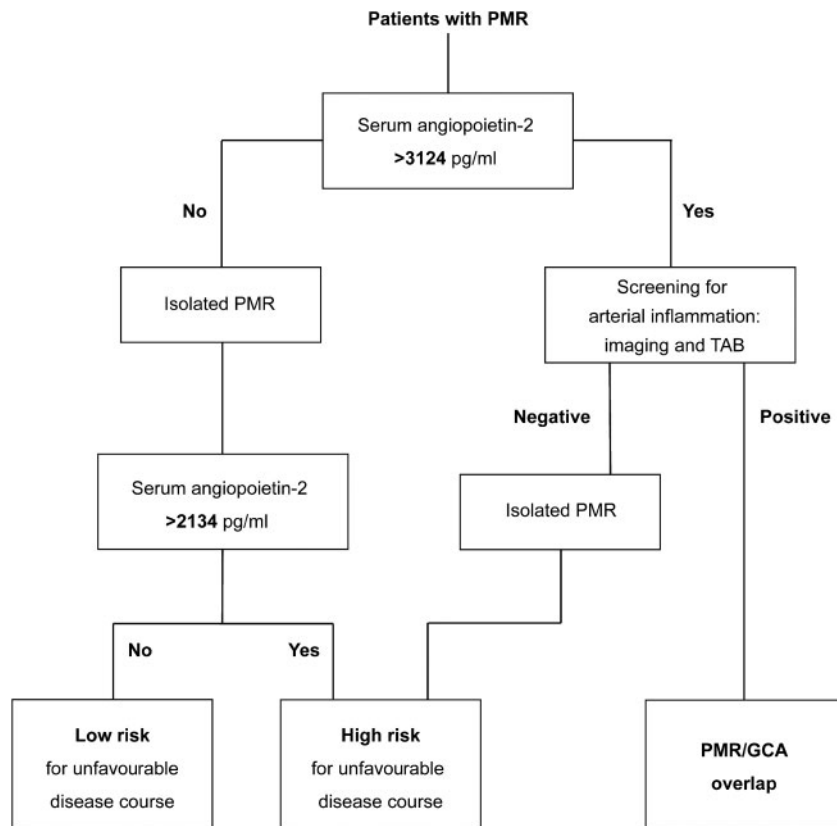 Patients with PMR
Serum angiopoietin-2
>3124 pg/ml
No
Yes
Isolated PMR
Screening for
arterial inflammation:
imaging and TAB
Negative
Positive
Serum angiopoietin-2
>2134 pg/ml
Isolated PMR
No
Yes
Low risk
for unfavourable
disease course
High risk
for unfavourable
disease course
PMR/GCA
overlap